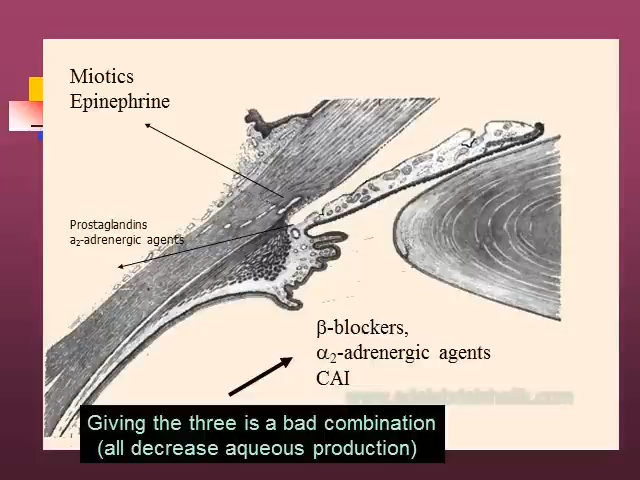 Miotics
Epinephrine
Prostaglandins
a2-adrenergic agents
β-blockers,
α2-adrenergic agents
CAI
Giving the three is a bad combination
(all decrease aqueous production)